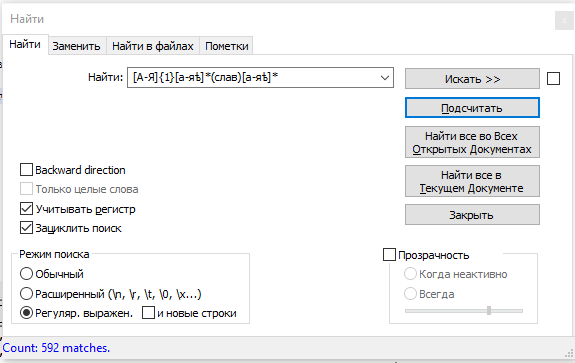 Найти
Найти Заменить Найти в файлах Пометки
Найти: [А-Я]{1}[а-яѣ]*(слав)[а-яѣ]* Искать >>
Подсчитать
Найти все во Всех
Открытых Документах
Backward direction
Только целые слова
Найти все в
Текущем Документе
Учитывать регистр
Зациклить поиск
Закрыть
Режим поиска
Прозрачность
Обычный
Когда неактивно
Расширенный (\n, \r, \t, \0, \x...)
Всегда
Регуляр. выражен. и новые строки
Count: 592 matches.